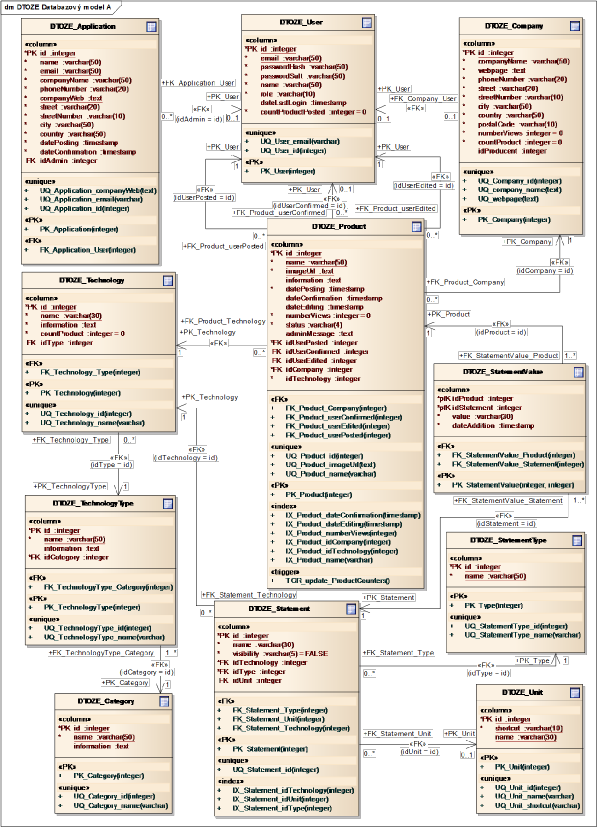 dm DTOZE Databazový model A
DTOZE_Application
«column»
*PK id :integer
* name :varchar(50)
* email :varchar(50)
* companyName :varchar(50)
* phoneNumber :varchar(20)
* companyWeb :text
* street :varchar(20)
* streetNumber :varchar(10)
* city :varchar(50)
* country :varchar(50)
* datePosting :timestamp
* dateConfirmation :timestamp
FK idAdmin :integer
«unique»
+ UQ_Application_companyWeb(text)
+ UQ_Application_email(varchar)
+ UQ_Application_id(integer)
«PK»
+ PK_Application(integer)
«FK»
+ FK_Application_User(integer)
+FK_Application_User
0..*
+PK_User
«FK»
(idAdmin = id)
0..1
DTOZE_User
«column»
*PK id :integer
* email :varchar(50)
* passwordHash :varchar(50)
* passwordSalt :varchar(50)
* name :varchar(50)
* role :varchar(10)
* dateLastLogin :timestamp
* countProductPosted :integer = 0
«unique»
+ UQ_User_email(varchar)
+ UQ_User_id(integer)
«PK»
+ PK_User(integer)
+PK_User
«FK»
+FK_Company_User
0..1
0..1
DTOZE_Company
«column»
*PK id :integer
* companyName :varchar(50)
* webpage :text
* phoneNumber :varchar(20)
* street :varchar(20)
* streetNumber :varchar(10)
* city :varchar(50)
* country :varchar(50)
* postalCode :varchar(10)
* numberViews :integer = 0
* countProduct :integer = 0
idProducent :integer
«unique»
+ UQ_Company_id(integer)
+ UQ_company_name(text)
+ UQ_webpage(text)
«PK»
+ PK_Company(integer)
+PK_User
1
«FK»
(idUserPosted = id)
+FK_Product_userPosted
0..*
+PK_User
0..1
«FK»
(idUserConfirmed = id)
+FK_Product_userConfirmed
0..*
+PK_User
1
«FK»
(idUserEdited = id)
+FK_Product_userEdited
0..*
+PK_Company
1
«FK»
(idCompany = id)
+FK_Product_Company
0..*
DTOZE_Product
«column»
*PK id :integer
* name :varchar(50)
* imageUrl :text
information :text
* datePosting :timestamp
dateConfirmation :timestamp
dateEditing :timestamp
* numberViews :integer = 0
* status :varchar(4)
adminMessage :text
*FK idUserPosted :integer
FK idUserConfirmed :integer
FK idUserEdited :integer
*FK idCompany :integer
* idTechnology :integer
«FK»
+ FK_Product_Company(integer)
+ FK_Product_userConfirmed(integer)
+ FK_Product_userEdited(integer)
+ FK_Product_userPosted(integer)
«unique»
+ UQ_Product_id(integer)
+ UQ_Product_imageUrl(text)
+ UQ_Product_name(varchar)
«PK»
+ PK_Product(integer)
«index»
+ IX_Product_dateConfirmation(timestamp)
+ IX_Product_dateEditing(timestamp)
+ IX_Product_numberViews(integer)
+ IX_Product_idCompany(integer)
+ IX_Product_idTechnology(integer)
+ IX_Product_name(varchar)
«trigger»
+ TGR_update_ProductCounters()
DTOZE_Technology
«column»
*PK id :integer
* name :varchar(30)
* information :text
* countProduct :integer = 0
FK idType :integer
«FK»
+ FK_Technology_Type(integer)
«PK»
+ PK_Technology(integer)
«unique»
+ UQ_Technology_id(integer)
+ UQ_Technology_name(varchar)
+FK_Product_Technology
+PK_Technology
«FK»
1
0..*
+PK_Technology
1
«FK»
(idTechnology = id)
+FK_Statement_Technology
0..*
+PK_Product
1
«FK»
(idProduct = id)
+FK_StatementValue_Product
1..*
DTOZE_StatementValue
«column»
*pfK idProduct :integer
*pfK idStatement :integer
* value :varchar(30)
* dateAddition :timestamp
«FK»
+ FK_StatementValue_Product(integer)
+ FK_StatementValue_Statement(integer)
«PK»
+ PK_StatementValue(integer, integer)
+FK_StatementValue_Statement
1..*
«FK»
(idStatement = id)
+PK_Statement
1
+FK_Technology_Type
0..*
«FK»
(idType = id)
+PK_TechnologyType
1
DTOZE_TechnologyType
«column»
*PK id :integer
* name :varchar(50)
information :text
* FK idCategory :integer
«FK»
+ FK_TechnologyType_Category(integer)
«PK»
+ PK_TechnologyType(integer)
«unique»
+ UQ_TechnologyType_id(integer)
+ UQ_TechnologyType_name(varchar)
+FK_TechnologyType_Category
1..*
«FK»
(idCategory = id)
+PK_Category
1
DTOZE_Category
«column»
*PK id :integer
* name :varchar(50)
information :text
«PK»
+ PK_Category(integer)
«unique»
+ UQ_Category_id(integer)
+ UQ_Category_name(varchar)
DTOZE_Statement
«column»
*PK id :integer
* name :varchar(30)
* visibility :varchar(5) = FALSE
* FK idTechnology :integer
* FK idType :integer
FK idUnit :integer
«FK»
+ FK_Statement_Type(integer)
+ FK_Statement_Unit(integer)
+ FK_Statement_Technology(integer)
«PK»
+ PK_Statement(integer)
«unique»
+ UQ_Statement_id(integer)
«index»
+ IX_Statement_idTechnology(integer)
+ IX_Statement_idUnit(integer)
+ IX_Statement_idType(integer)
DTOZE_StatementType
«column»
*PK id :integer
* name :varchar(50)
«PK»
+ PK_Type(integer)
«unique»
+ UQ_StatementType_id(integer)
+ UQ_StatementType_name(varchar)
+FK_Statement_Type
0..*
«FK»
(idType = id)
+PK_Type
1
+FK_Statement_Unit
0..*
«FK»
(idUnit = id)
+PK_Unit
0..1
DTOZE_Unit
«column»
*PK id :integer
* shortcut :varchar(10)
* name :varchar(30)
«PK»
+ PK_Unit(integer)
«unique»
+ UQ_Unit_id(integer)
+ UQ_Unit_name(varchar)
+ UQ_Unit_shortcut(varchar)